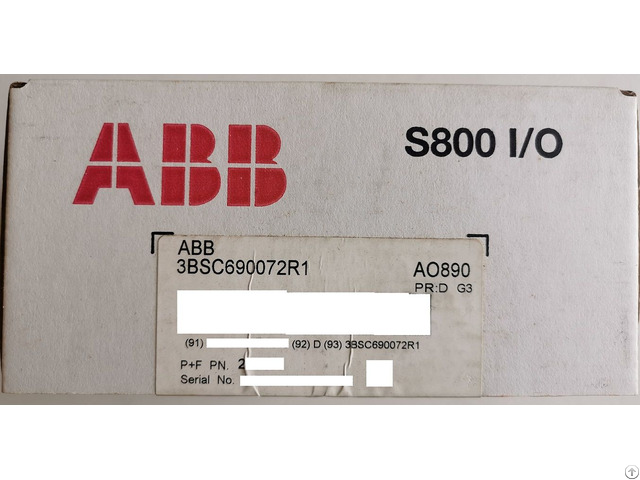 ABB
S800 I/O
ABB
3BSC690072R1 AO890
PR:D G3
(91) (92) D (93) 3BSC690072R1
P+F PN. 2
Serial No.